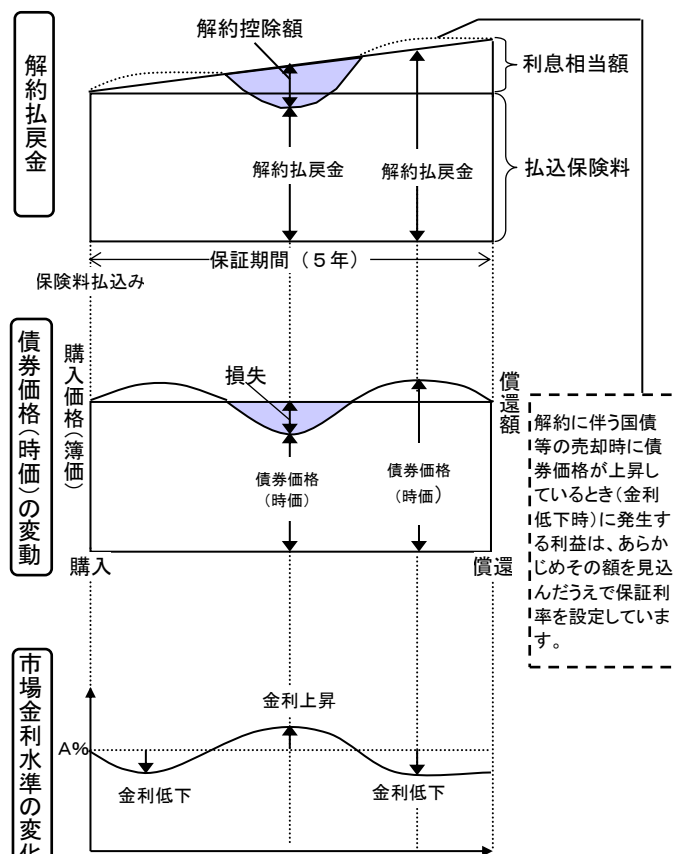 解約払戻金
解約控除額
利息相当額
解約払戻金
解約払戻金
払込保険料
保証期間（５年）
保険料払込み
債券価格（時価）の変動
購入価格（簿価）
損失
償還額
債券価格
（時価）
債券価格
（時価）
購入
償還
解約に伴う国債
等の売却時に債
券価格が上昇し
ているとき（金利
低下時）に発生す
る利益は、あらか
じめその額を見込
んだうえで保証利
率を設定していま
す。
市場金利水準の変化
金利上昇
A%
金利低下
金利低下